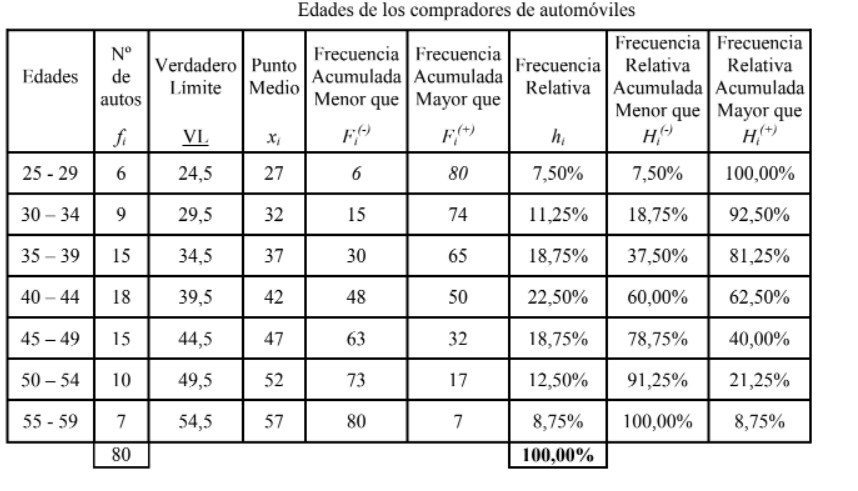 Edades de los compradores de automóviles
Edades | Nº de autos fᵢ | Verdadero Límite VL | Punto Medio xᵢ | Frecuencia Acumulada Menor que Fᵢ⁽⁻⁾ | Frecuencia Acumulada Mayor que Fᵢ⁽⁺⁾ | Frecuencia Relativa hᵢ | Frecuencia Relativa Acumulada Menor que Hᵢ⁽⁻⁾ | Frecuencia Relativa Acumulada Mayor que Hᵢ⁽⁺⁾
25 - 29 | 6 | 24,5 | 27 | 6 | 80 | 7,50% | 7,50% | 100,00%
30 – 34 | 9 | 29,5 | 32 | 15 | 74 | 11,25% | 18,75% | 92,50%
35 – 39 | 15 | 34,5 | 37 | 30 | 65 | 18,75% | 37,50% | 81,25%
40 – 44 | 18 | 39,5 | 42 | 48 | 50 | 22,50% | 60,00% | 62,50%
45 – 49 | 15 | 44,5 | 47 | 63 | 32 | 18,75% | 78,75% | 40,00%
50 – 54 | 10 | 49,5 | 52 | 73 | 17 | 12,50% | 91,25% | 21,25%
55 - 59 | 7 | 54,5 | 57 | 80 | 7 | 8,75% | 100,00% | 8,75%
80 | 100,00%